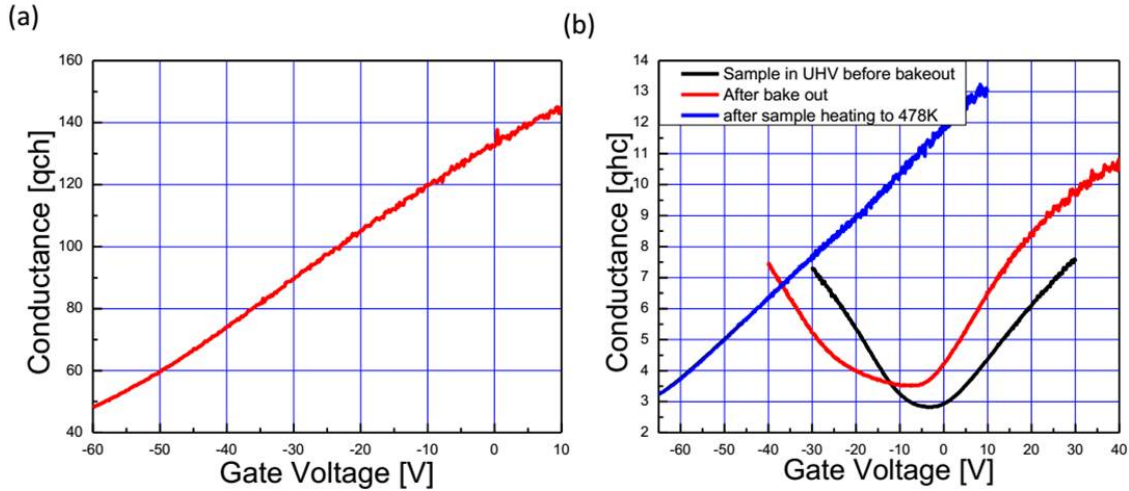 (a)
160
140
120
100
80
60
40
Conductance [qch]
-60 -50 -40 -30 -20 -10 0 10
Gate Voltage [V]
(b)
14
13
12
11
10
9
8
7
6
5
4
3
2
Conductance [qhc]
Sample in UHV before bakeout
After bake out
after sample heating to 478K
-60 -50 -40 -30 -20 -10 0 10 20 30 40
Gate Voltage [V]